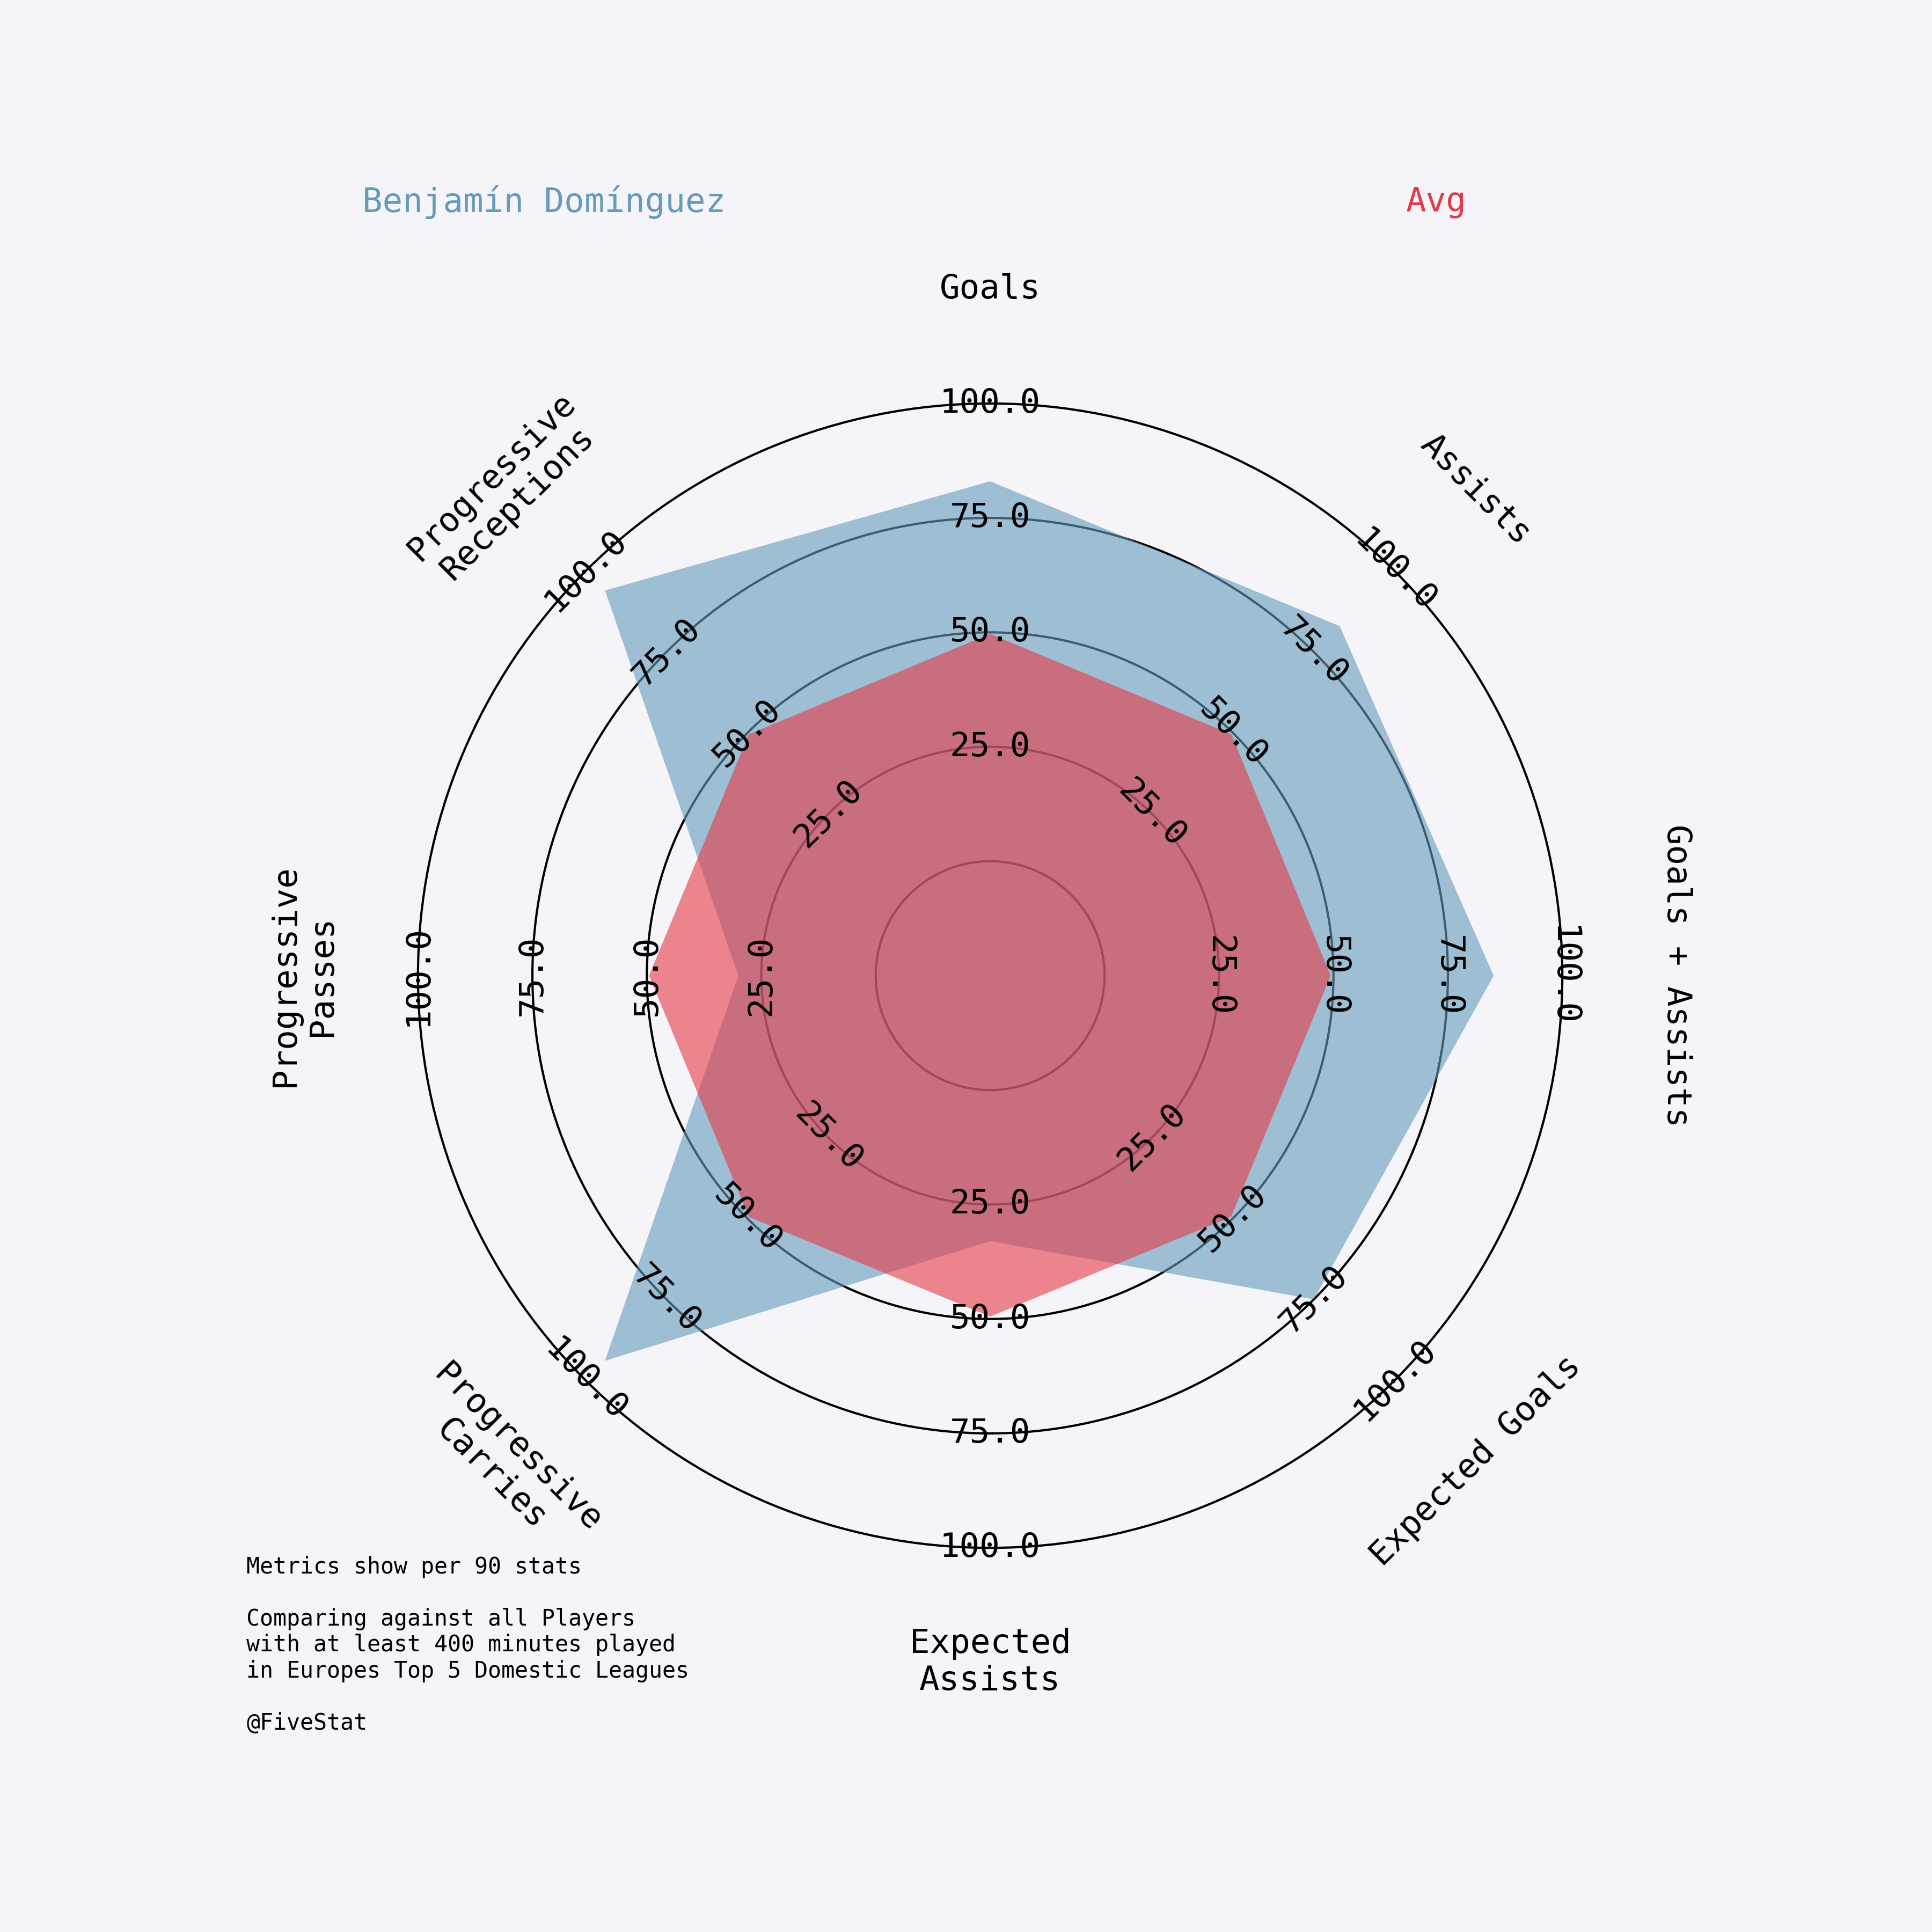 Benjamín Domínguez
Avg
Goals
Assists
Goals + Assists
Expected Goals
Expected
Assists
Progressive
Carries
Progressive
Passes
Progressive
Receptions
25.0
50.0
75.0
100.0
25.0
50.0
75.0
100.0
25.0
50.0
75.0
100.0
25.0
50.0
75.0
100.0
25.0
50.0
75.0
100.0
25.0
50.0
75.0
100.0
25.0
50.0
75.0
100.0
25.0
50.0
75.0
100.0
Metrics show per 90 stats
Comparing against all Players
with at least 400 minutes played
in Europes Top 5 Domestic Leagues
@FiveStat